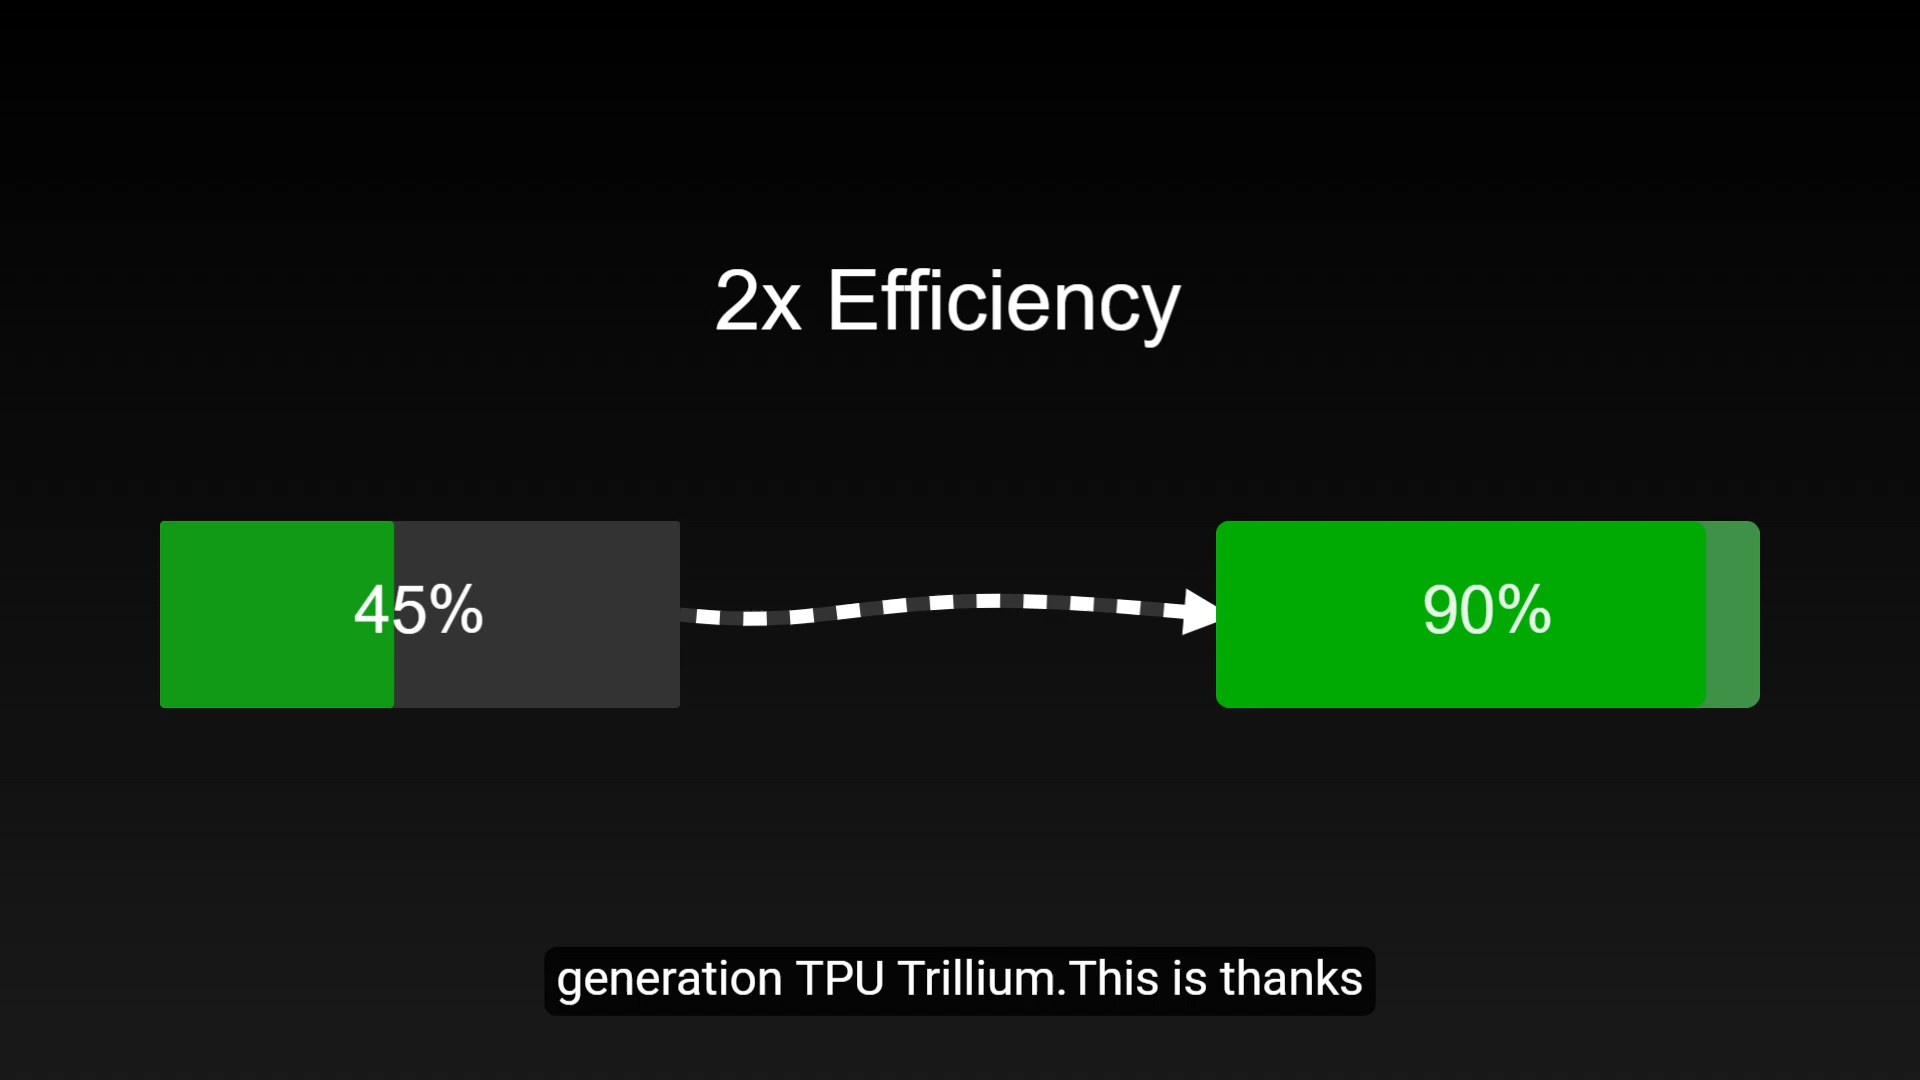 2x Efficiency
45%
90%
generation TPU Trillium.This is thanks